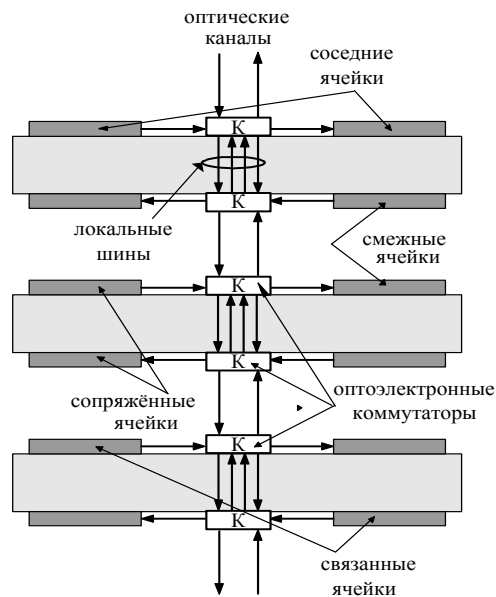 оптические
каналы
соседние
ячейки
К
К
локальные
шины
смежные
ячейки
К
К
сопряжённые
ячейки
оптоэлектронные
коммутаторы
К
К
связанные
ячейки